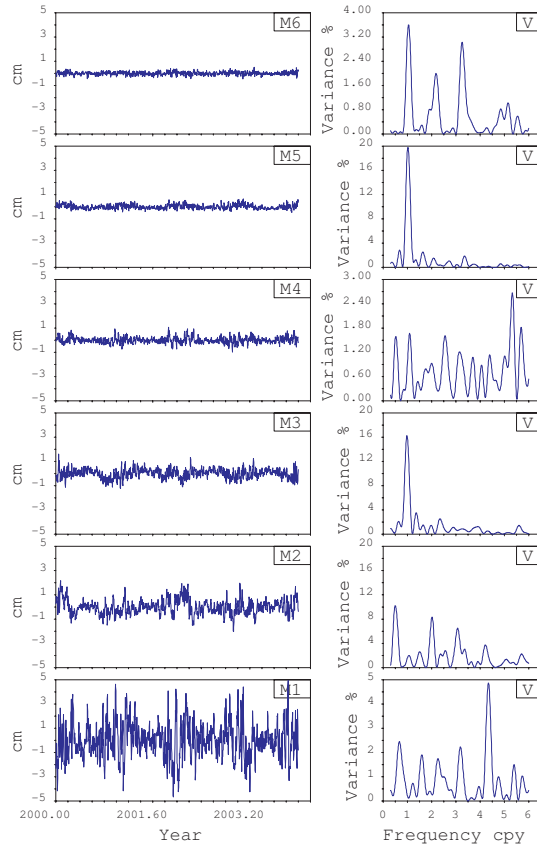 M6
5
3
1
-1
-3
-5
cm
V
4.00
3.20
2.40
1.60
0.80
0.00
Variance %
M5
5
3
1
-1
-3
-5
cm
V
20
16
12
8
4
0
Variance %
M4
5
3
1
-1
-3
-5
cm
V
3.00
2.40
1.80
1.20
0.60
0.00
Variance %
M3
5
3
1
-1
-3
-5
cm
V
20
16
12
8
4
0
Variance %
M2
5
3
1
-1
-3
-5
cm
V
20
16
12
8
4
0
Variance %
M1
5
3
1
-1
-3
-5
cm
2000.00 2001.60 2003.20
Year
V
5
4
3
2
1
0
Variance %
0 1 2 3 4 5 6
Frequency cpy